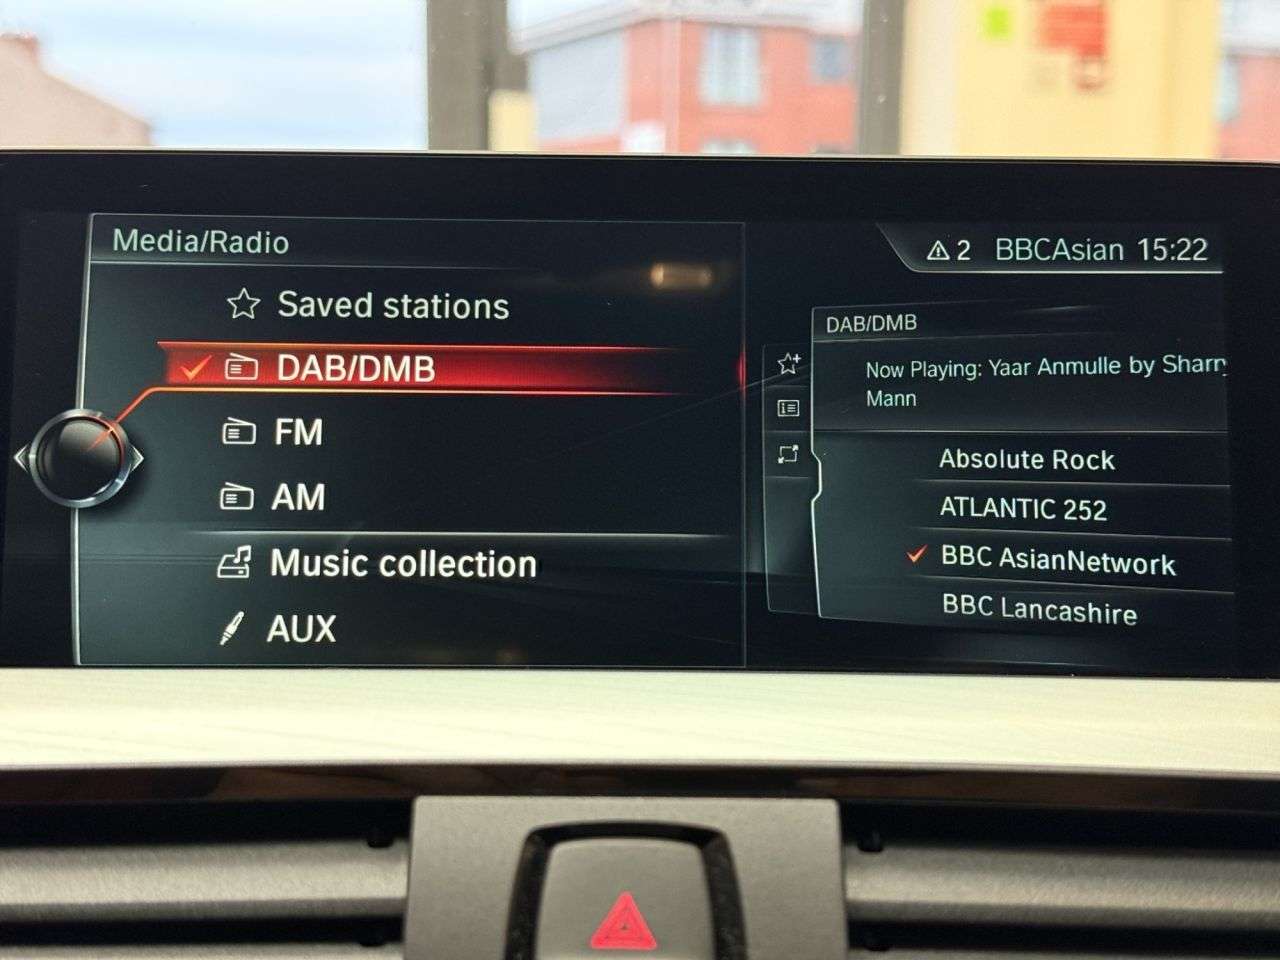 Media/Radio
Saved stations
DAB/DMB
FM
AM
Music collection
AUX
2 BBCAsian 15:22
DAB/DMB
Now Playing: Yaar Anmulle by Sharry
Mann
Absolute Rock
ATLANTIC 252
BBC AsianNetwork
BBC Lancashire